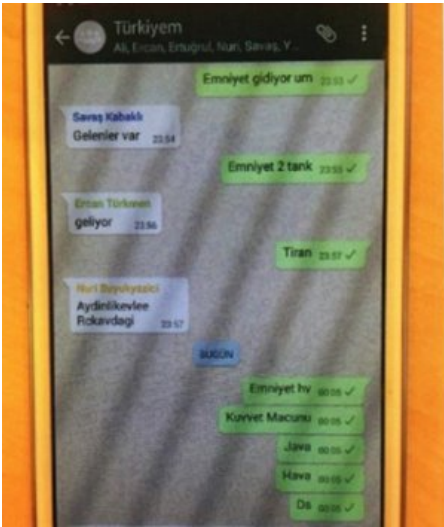 Türkiyem
Ali, Ercan, Ertuğrul, Nuri, Savaş, Y...
Emniyet gidiyor um 23:53
Savaş Kabaklı
Gelenler var 23:54
Emniyet 2 tank 23:55
Ercan Türkmen
geliyor 23:56
Tiran 23:57
Nuri Buyukyazici
Aydinlikevlee
Rokavdagi 23:57
BUGÜN
Emniyet hv 00:05
Kuvvet Macunu 00:05
Java 00:05
Hava 00:05
Ds 00:05